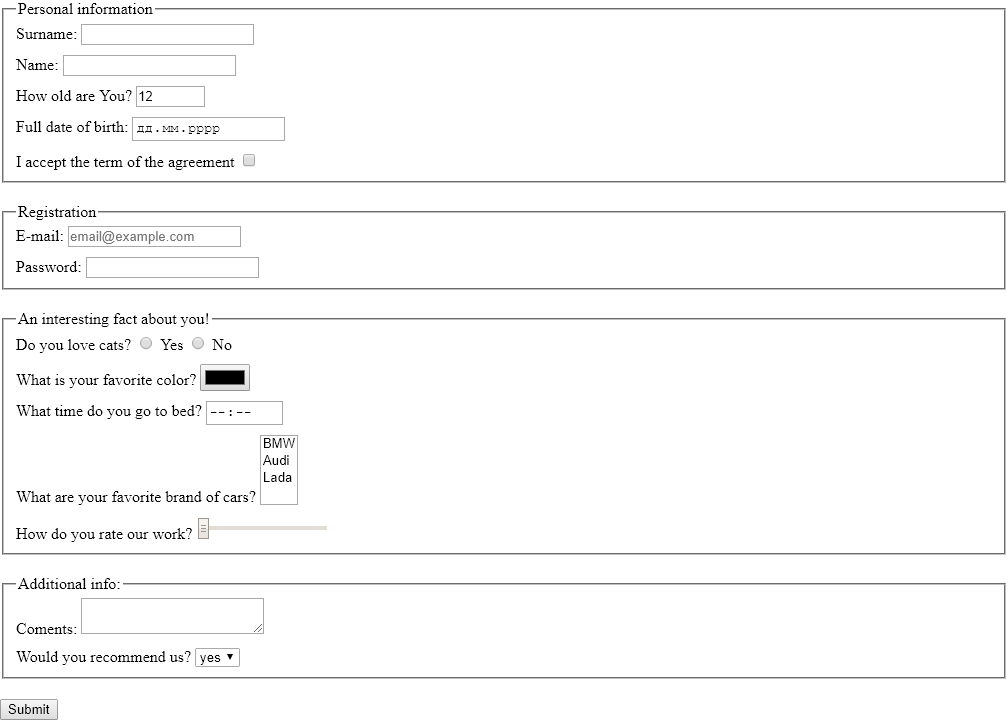 Personal information
Surname:
Name:
How old are You? 12
Full date of birth: дд.мм.рррр
I accept the term of the agreement
Registration
E-mail: email@example.com
Password:
An interesting fact about you!
Do you love cats? Yes No
What is your favorite color?
What time do you go to bed? --:--
BMW
Audi
Lada
What are your favorite brand of cars?
How do you rate our work?
Additional info:
Coments:
Would you recommend us? yes
Submit